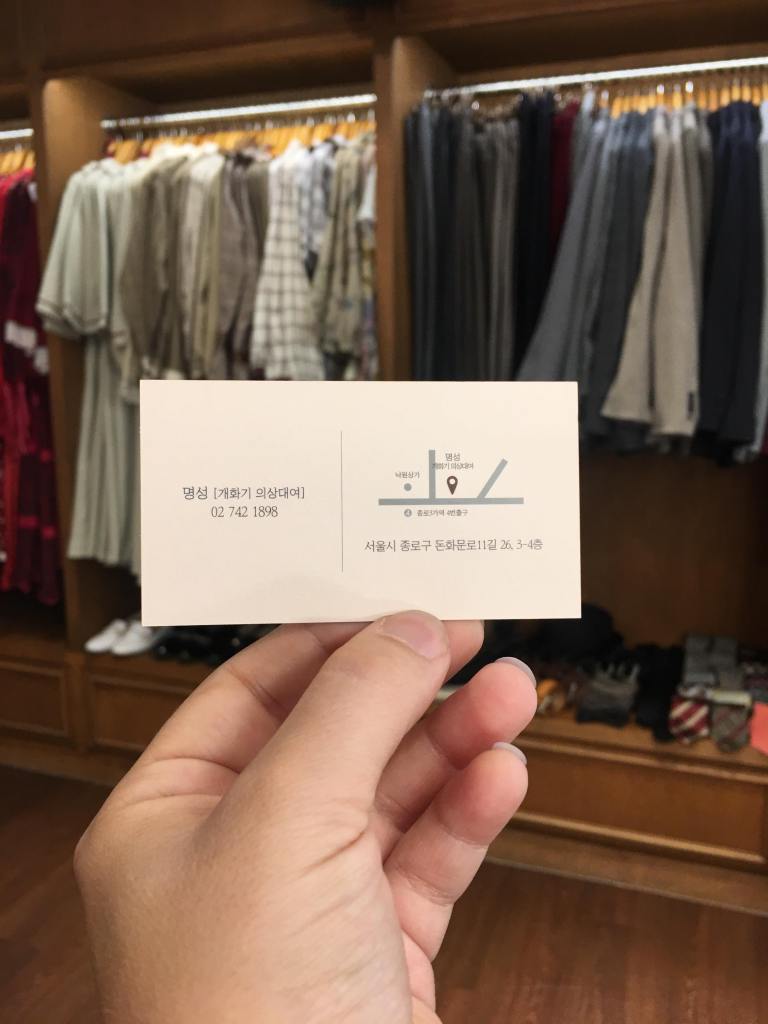 명성 [개화기 의상대여]
02 742 1898
명성
개화기 의상대여
낙원상가
4 종로3가역 4번출구
서울시 종로구 돈화문로11길 26, 3-4층